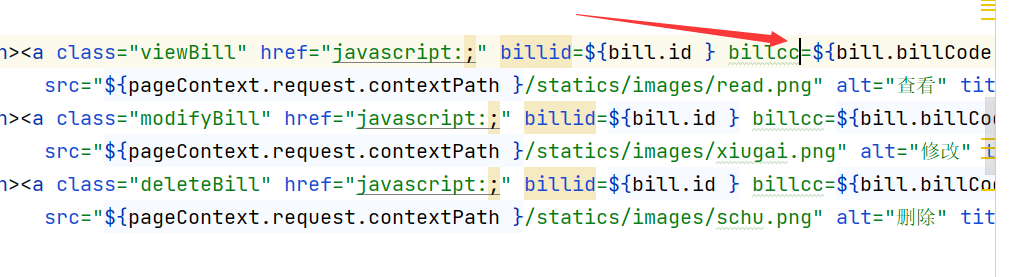 ><a class="viewBill" href="javascript:;" billid=${bill.id } billcc=${bill.billCode
src="${pageContext.request.contextPath }/statics/images/read.png" alt="查看" tit
><a class="modifyBill" href="javascript:;" billid=${bill.id } billcc=${bill.billCo
src="${pageContext.request.contextPath }/statics/images/xiugai.png" alt="修改" t
><a class="deleteBill" href="javascript:;" billid=${bill.id } billcc=${bill.billCo
src="${pageContext.request.contextPath }/statics/images/schu.png" alt="删除" tit